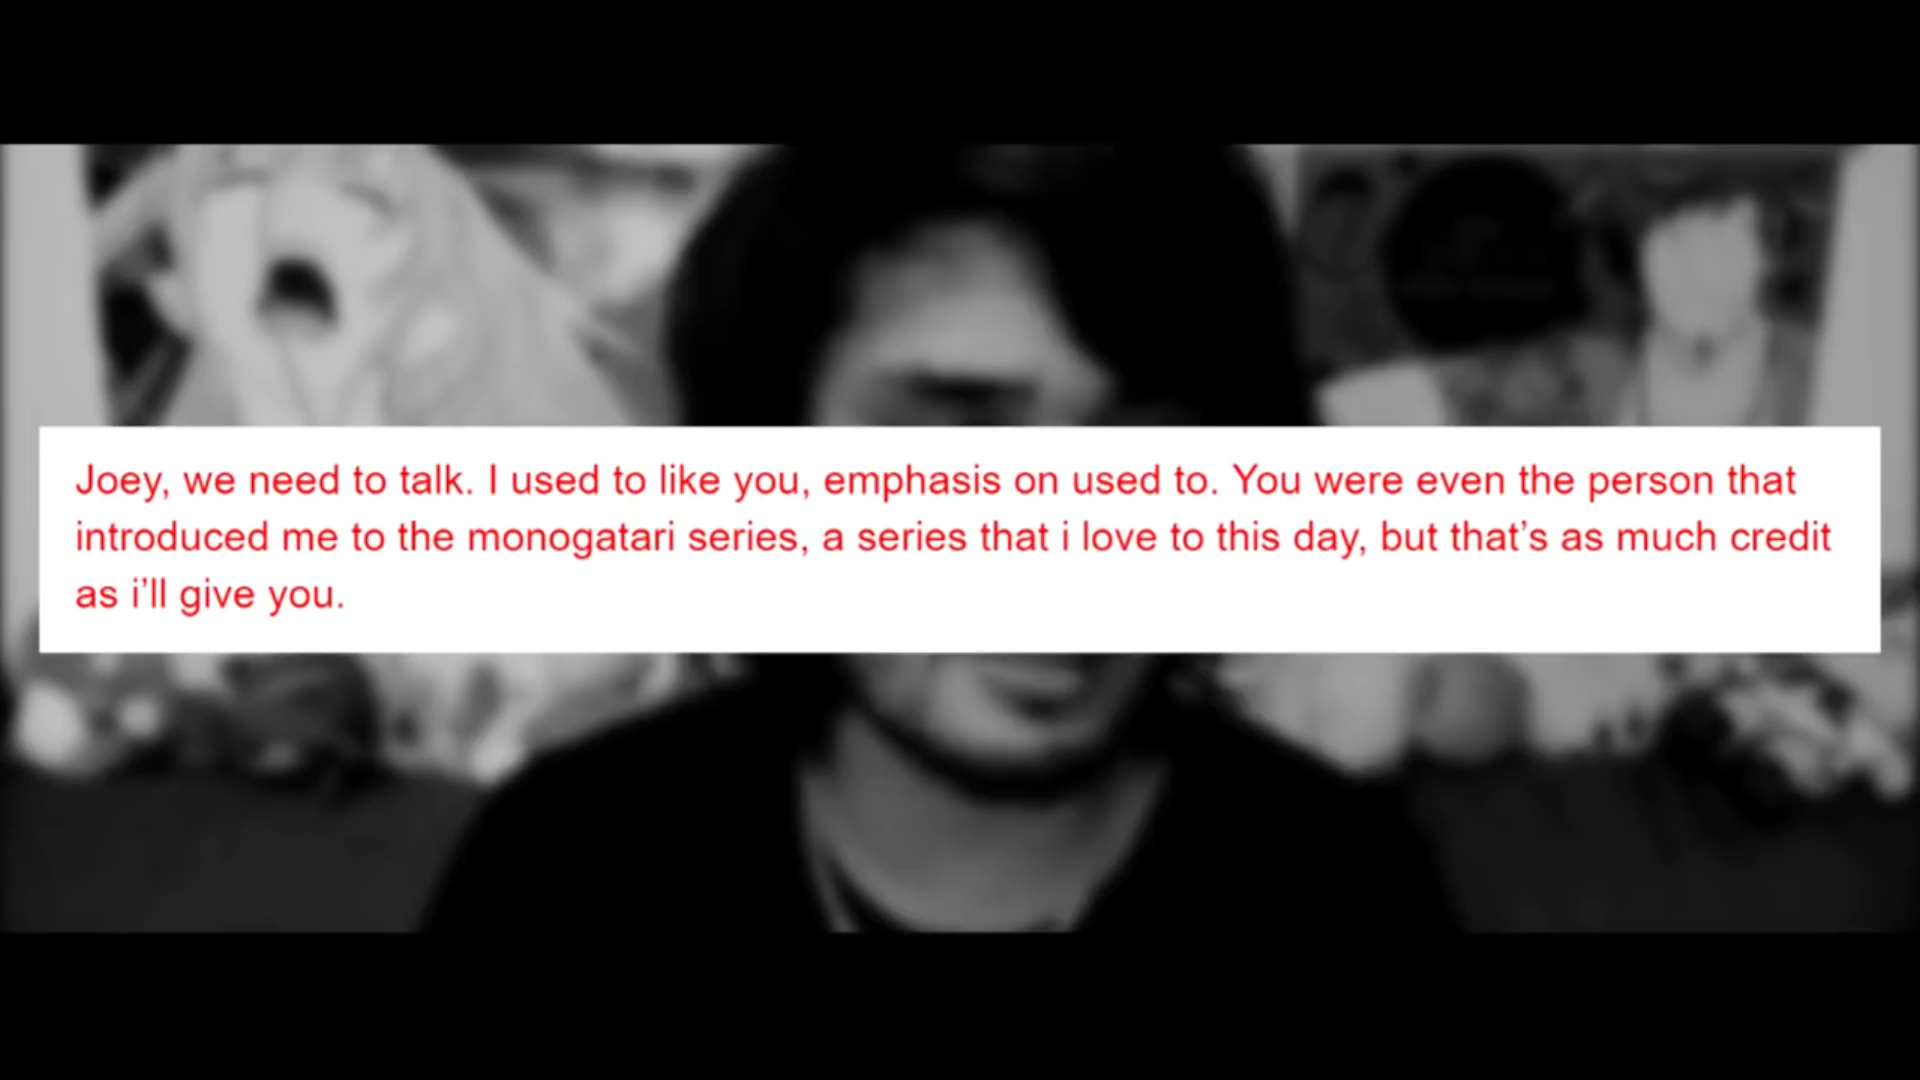 Joey, we need to talk. I used to like you, emphasis on used to. You were even the person that
introduced me to the monogatari series, a series that i love to this day, but that’s as much credit
as i’ll give you.